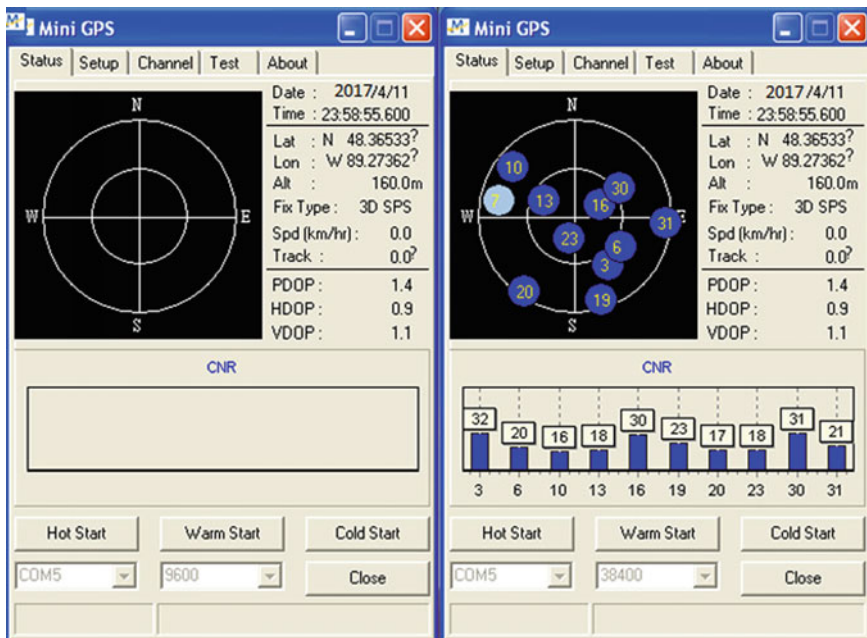 Mini GPS
Status Setup Channel Test About
N
W E
S
Date : 2017/4/11
Time : 23:58:55.600
Lat : N 48.36533?
Lon : W 89.27362?
Alt : 160.0m
Fix Type : 3D SPS
Spd (km/hr) : 0.0
Track : 0.0?
PDOP : 1.4
HDOP : 0.9
VDOP : 1.1
CNR
Hot Start Warm Start Cold Start
COM5 9600 Close
Mini GPS
Status Setup Channel Test About
N
10
30
7 13 16
W E
31
23 6
3
20 19
S
Date : 2017/4/11
Time : 23:58:55.600
Lat : N 48.36533?
Lon : W 89.27362?
Alt : 160.0m
Fix Type : 3D SPS
Spd (km/hr) : 0.0
Track : 0.0?
PDOP : 1.4
HDOP : 0.9
VDOP : 1.1
CNR
32 20 16 18 30 23 17 18 31 21
3 6 10 13 16 19 20 23 30 31
Hot Start Warm Start Cold Start
COM5 38400 Close